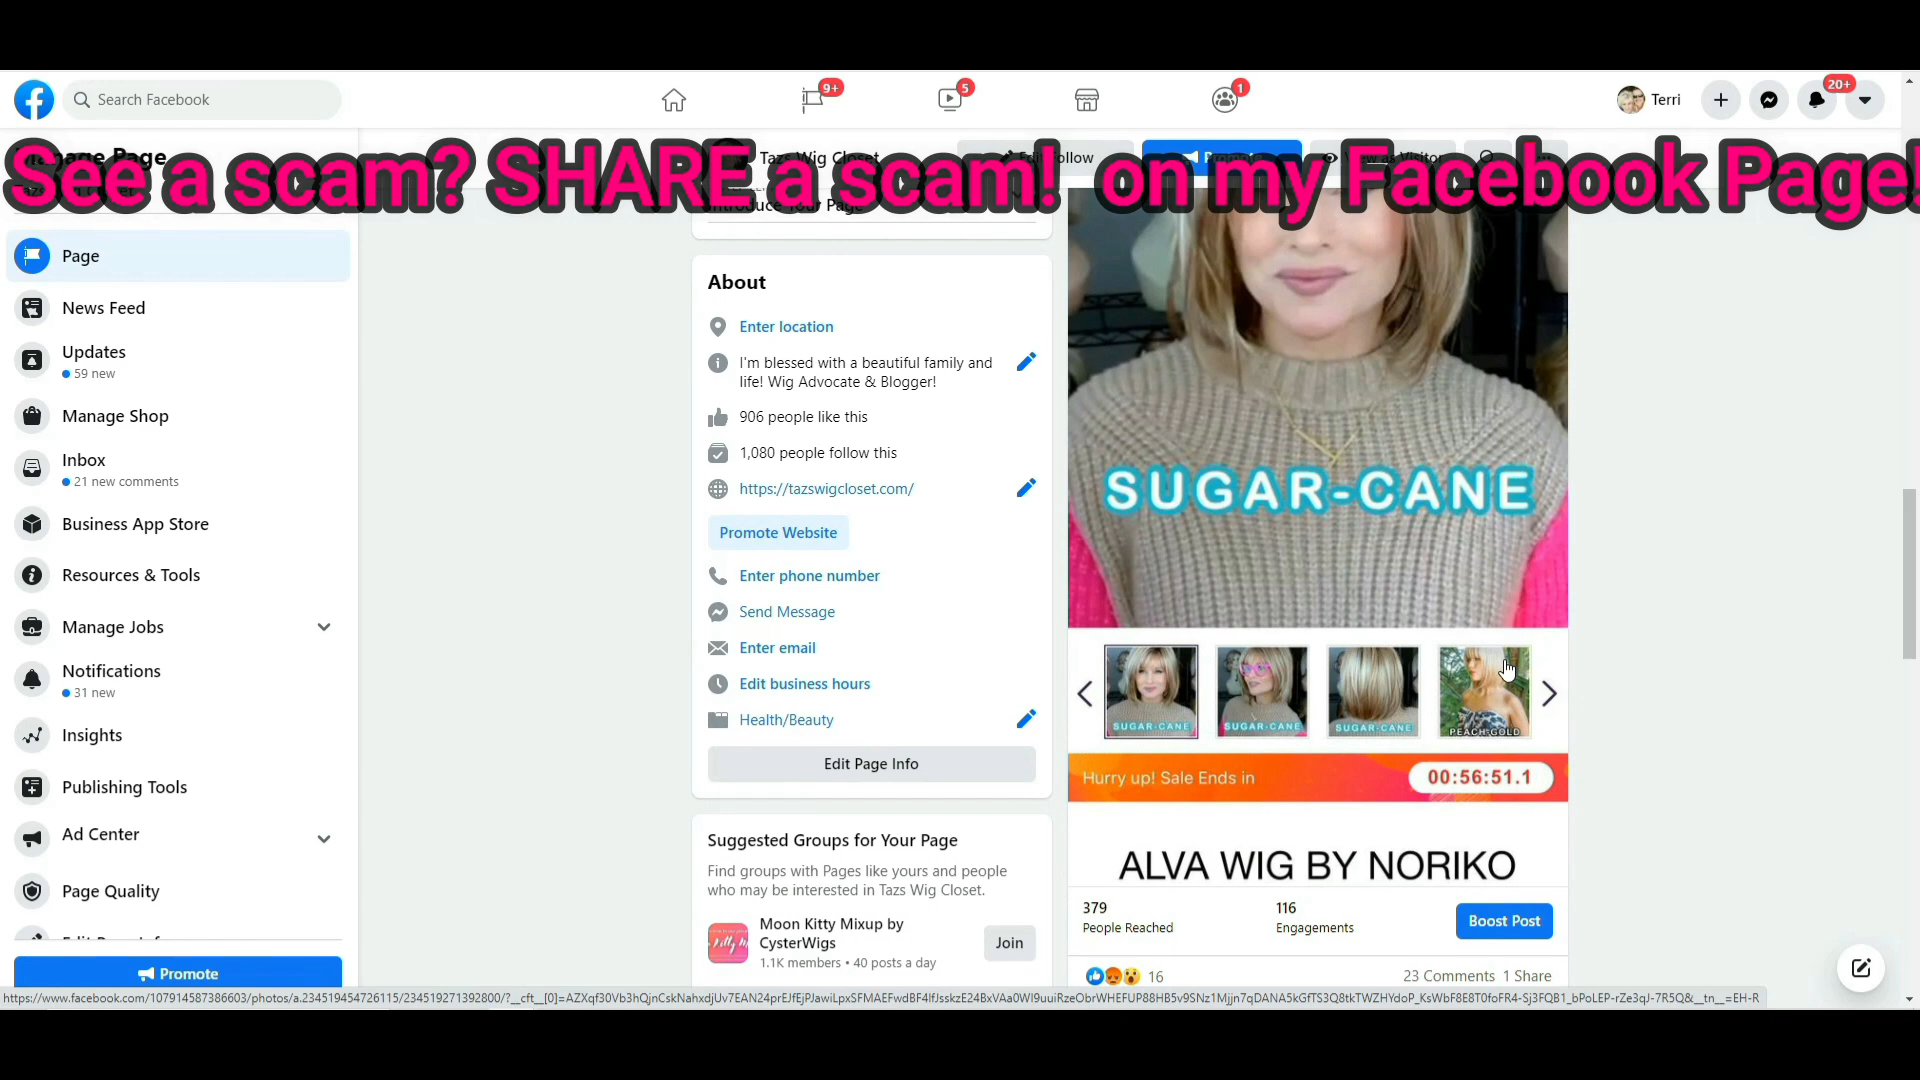 Search Facebook
9+
5
1
Terri
20+
See a scam? SHARE a scam! on my Facebook Page!
Manage Page
Tazs Wig Closet
Introduce Your Page
Page
News Feed
Updates
59 new
Manage Shop
Inbox
21 new comments
Business App Store
Resources & Tools
Manage Jobs
Notifications
31 new
Insights
Publishing Tools
Ad Center
Page Quality
Promote
About
Enter location
I'm blessed with a beautiful family and
life! Wig Advocate & Blogger!
906 people like this
1,080 people follow this
https://tazswigcloset.com/
Promote Website
Enter phone number
Send Message
Enter email
Edit business hours
Health/Beauty
Edit Page Info
Suggested Groups for Your Page
Find groups with Pages like yours and people
who may be interested in Tazs Wig Closet.
Moon Kitty Mixup by
CysterWigs
1.1K members • 40 posts a day
Join
SUGAR-CANE
SUGAR-CANE
SUGAR-CANE
SUGAR-CANE
PEACH GOLD
Hurry up! Sale Ends in
00:56:51.1
ALVA WIG BY NORIKO
379
People Reached
116
Engagements
Boost Post
16
23 Comments 1 Share